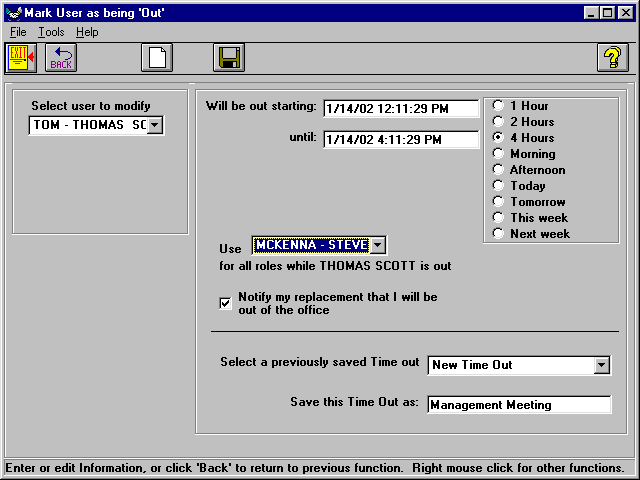 Mark User as being 'Out'
File Tools Help
EXIT BACK ?
Select user to modify
TOM - THOMAS SC
Will be out starting: 1/14/02 12:11:29 PM
until: 1/14/02 4:11:29 PM
1 Hour
2 Hours
4 Hours
Morning
Afternoon
Today
Tomorrow
This week
Next week
Use MCKENNA - STEVE
for all roles while THOMAS SCOTT is out
Notify my replacement that I will be
out of the office
Select a previously saved Time out New Time Out
Save this Time Out as: Management Meeting
Enter or edit Information, or click 'Back' to return to previous function. Right mouse click for other functions.